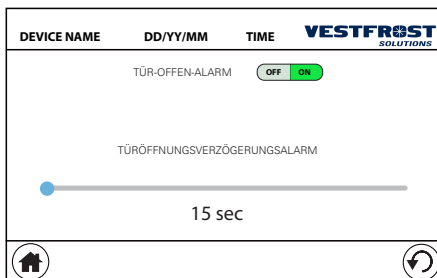 DEVICE NAME DD/YY/MM TIME VESTFROST
SOLUTIONS
TÜR-OFFEN-ALARM OFF ON
TÜRÖFFNUNGSVERZÖGERUNGSALARM
15 sec